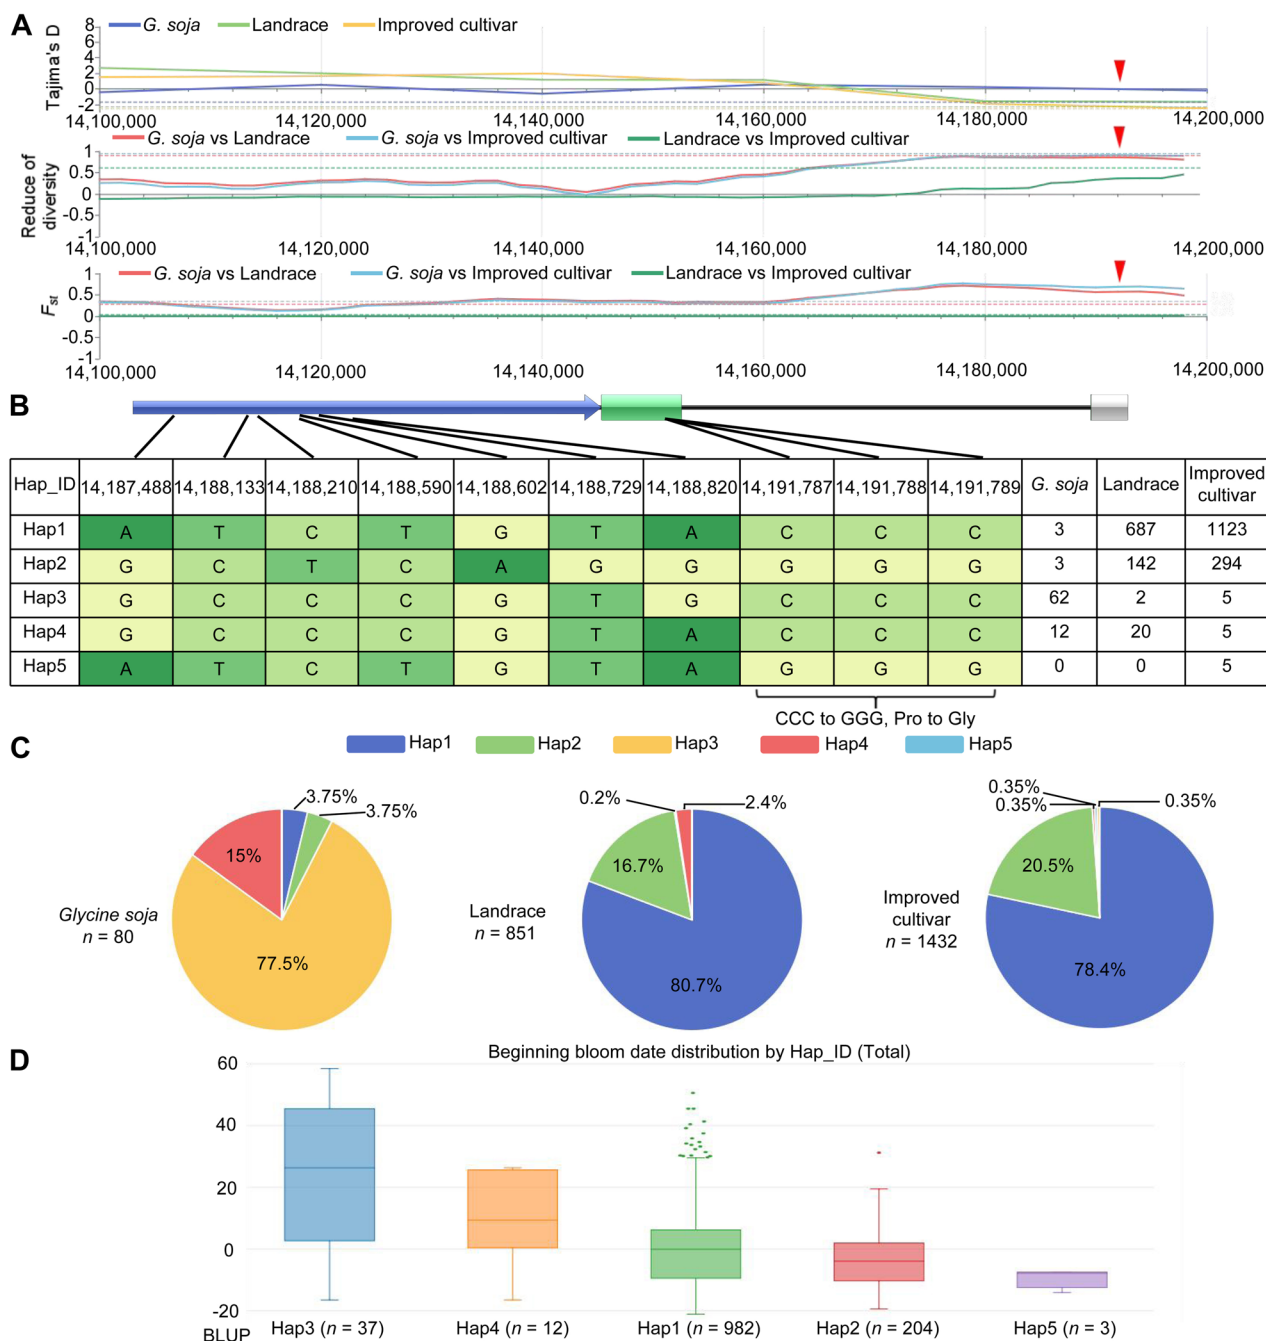 A
G. soja Landrace Improved cultivar
Tajima's D
8
6
4
2
0
-2
14,100,000 14,120,000 14,140,000 14,160,000 14,180,000 14,200,000
G. soja vs Landrace G. soja vs Improved cultivar Landrace vs Improved cultivar
Reduce of
diversity
1
0.5
0
-0.5
-1
14,100,000 14,120,000 14,140,000 14,160,000 14,180,000 14,200,000
G. soja vs Landrace G. soja vs Improved cultivar Landrace vs Improved cultivar
Fst
1
0.5
0
-0.5
-1
14,100,000 14,120,000 14,140,000 14,160,000 14,180,000 14,200,000
B
Hap_ID 14,187,488 14,188,133 14,188,210 14,188,590 14,188,602 14,188,729 14,188,820 14,191,787 14,191,788 14,191,789 G. soja Landrace Improved
cultivar
Hap1 A T C T G T A C C C 3 687 1123
Hap2 G C T C A G G G G G 3 142 294
Hap3 G C C C G T G C C C 62 2 5
Hap4 G C C C G T A C C C 12 20 5
Hap5 A T C T G T A G G G 0 0 5
CCC to GGG, Pro to Gly
C
Hap1 Hap2 Hap3 Hap4 Hap5
3.75%
3.75%
15%
77.5%
Glycine soja
n = 80
0.2%
2.4%
16.7%
80.7%
Landrace
n = 851
0.35%
0.35%
0.35%
20.5%
78.4%
Improved
cultivar
n = 1432
D
Beginning bloom date distribution by Hap_ID (Total)
60
40
20
0
-20
BLUP
Hap3 (n = 37) Hap4 (n = 12) Hap1 (n = 982) Hap2 (n = 204) Hap5 (n = 3)